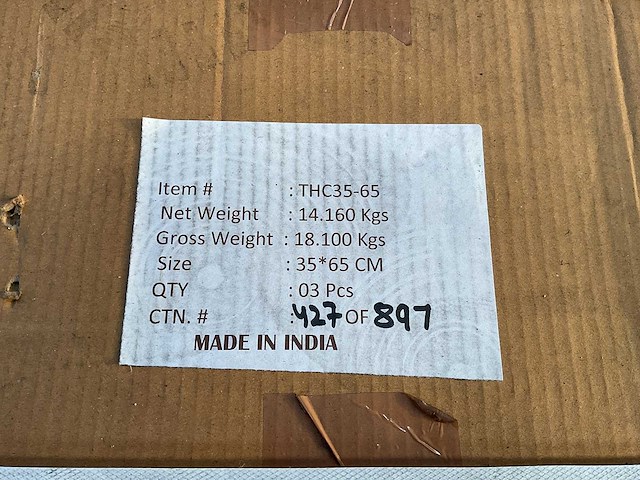 Item # : THC35-65
Net Weight : 14.160 Kgs
Gross Weight : 18.100 Kgs
Size : 35*65 CM
QTY : 03 Pcs
CTN. # : 427 OF 897
MADE IN INDIA